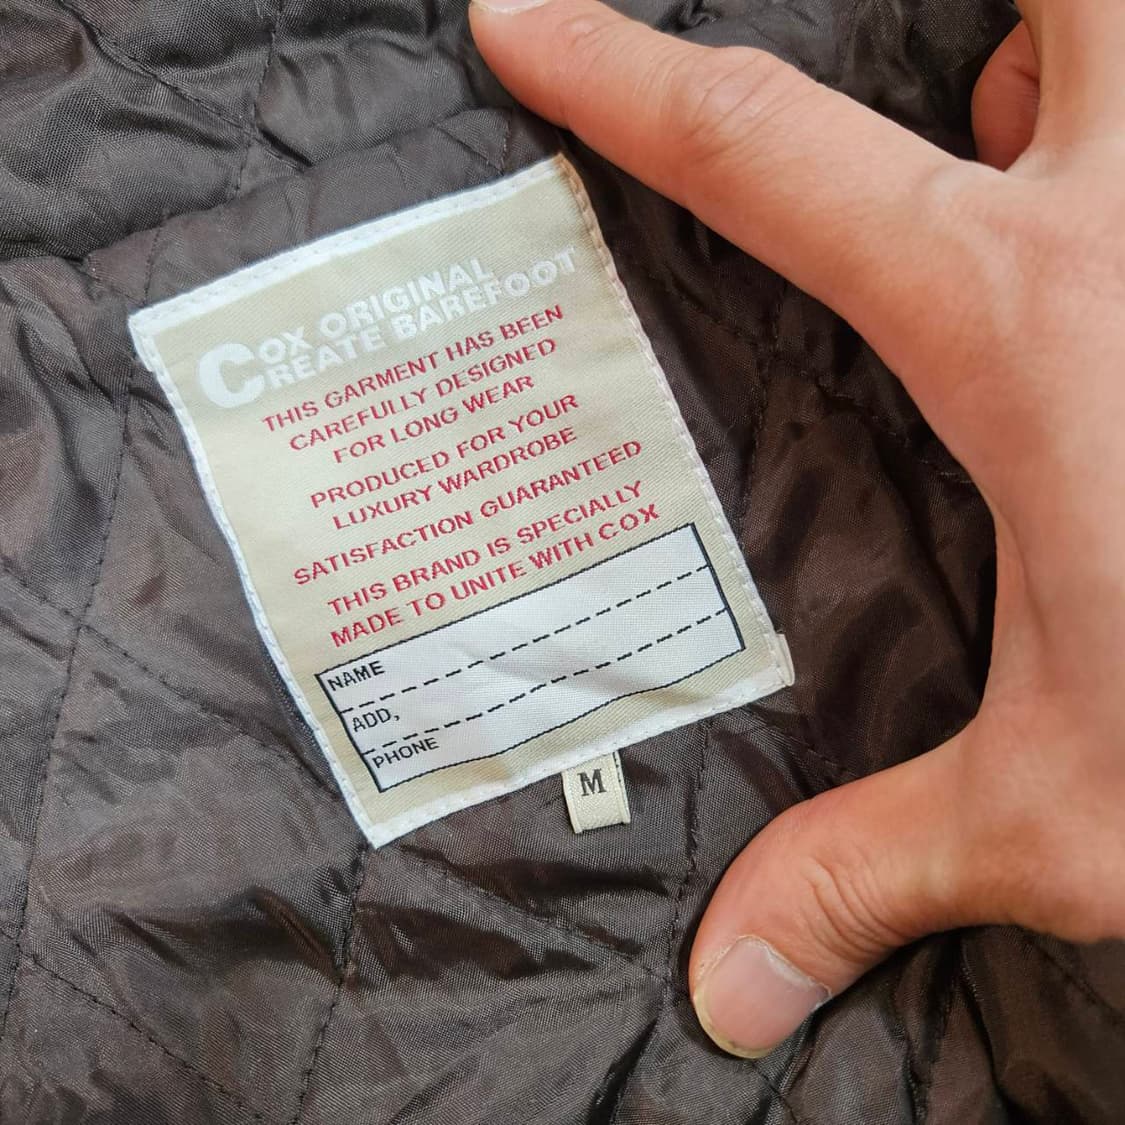 COX ORIGINAL
CREATE BAREFOOT
THIS GARMENT HAS BEEN
CAREFULLY DESIGNED
FOR LONG WEAR
PRODUCED FOR YOUR
LUXURY WARDROBE
SATISFACTION GUARANTEED
THIS BRAND IS SPECIALLY
MADE TO UNITE WITH COX
NAME
ADD,
PHONE
M